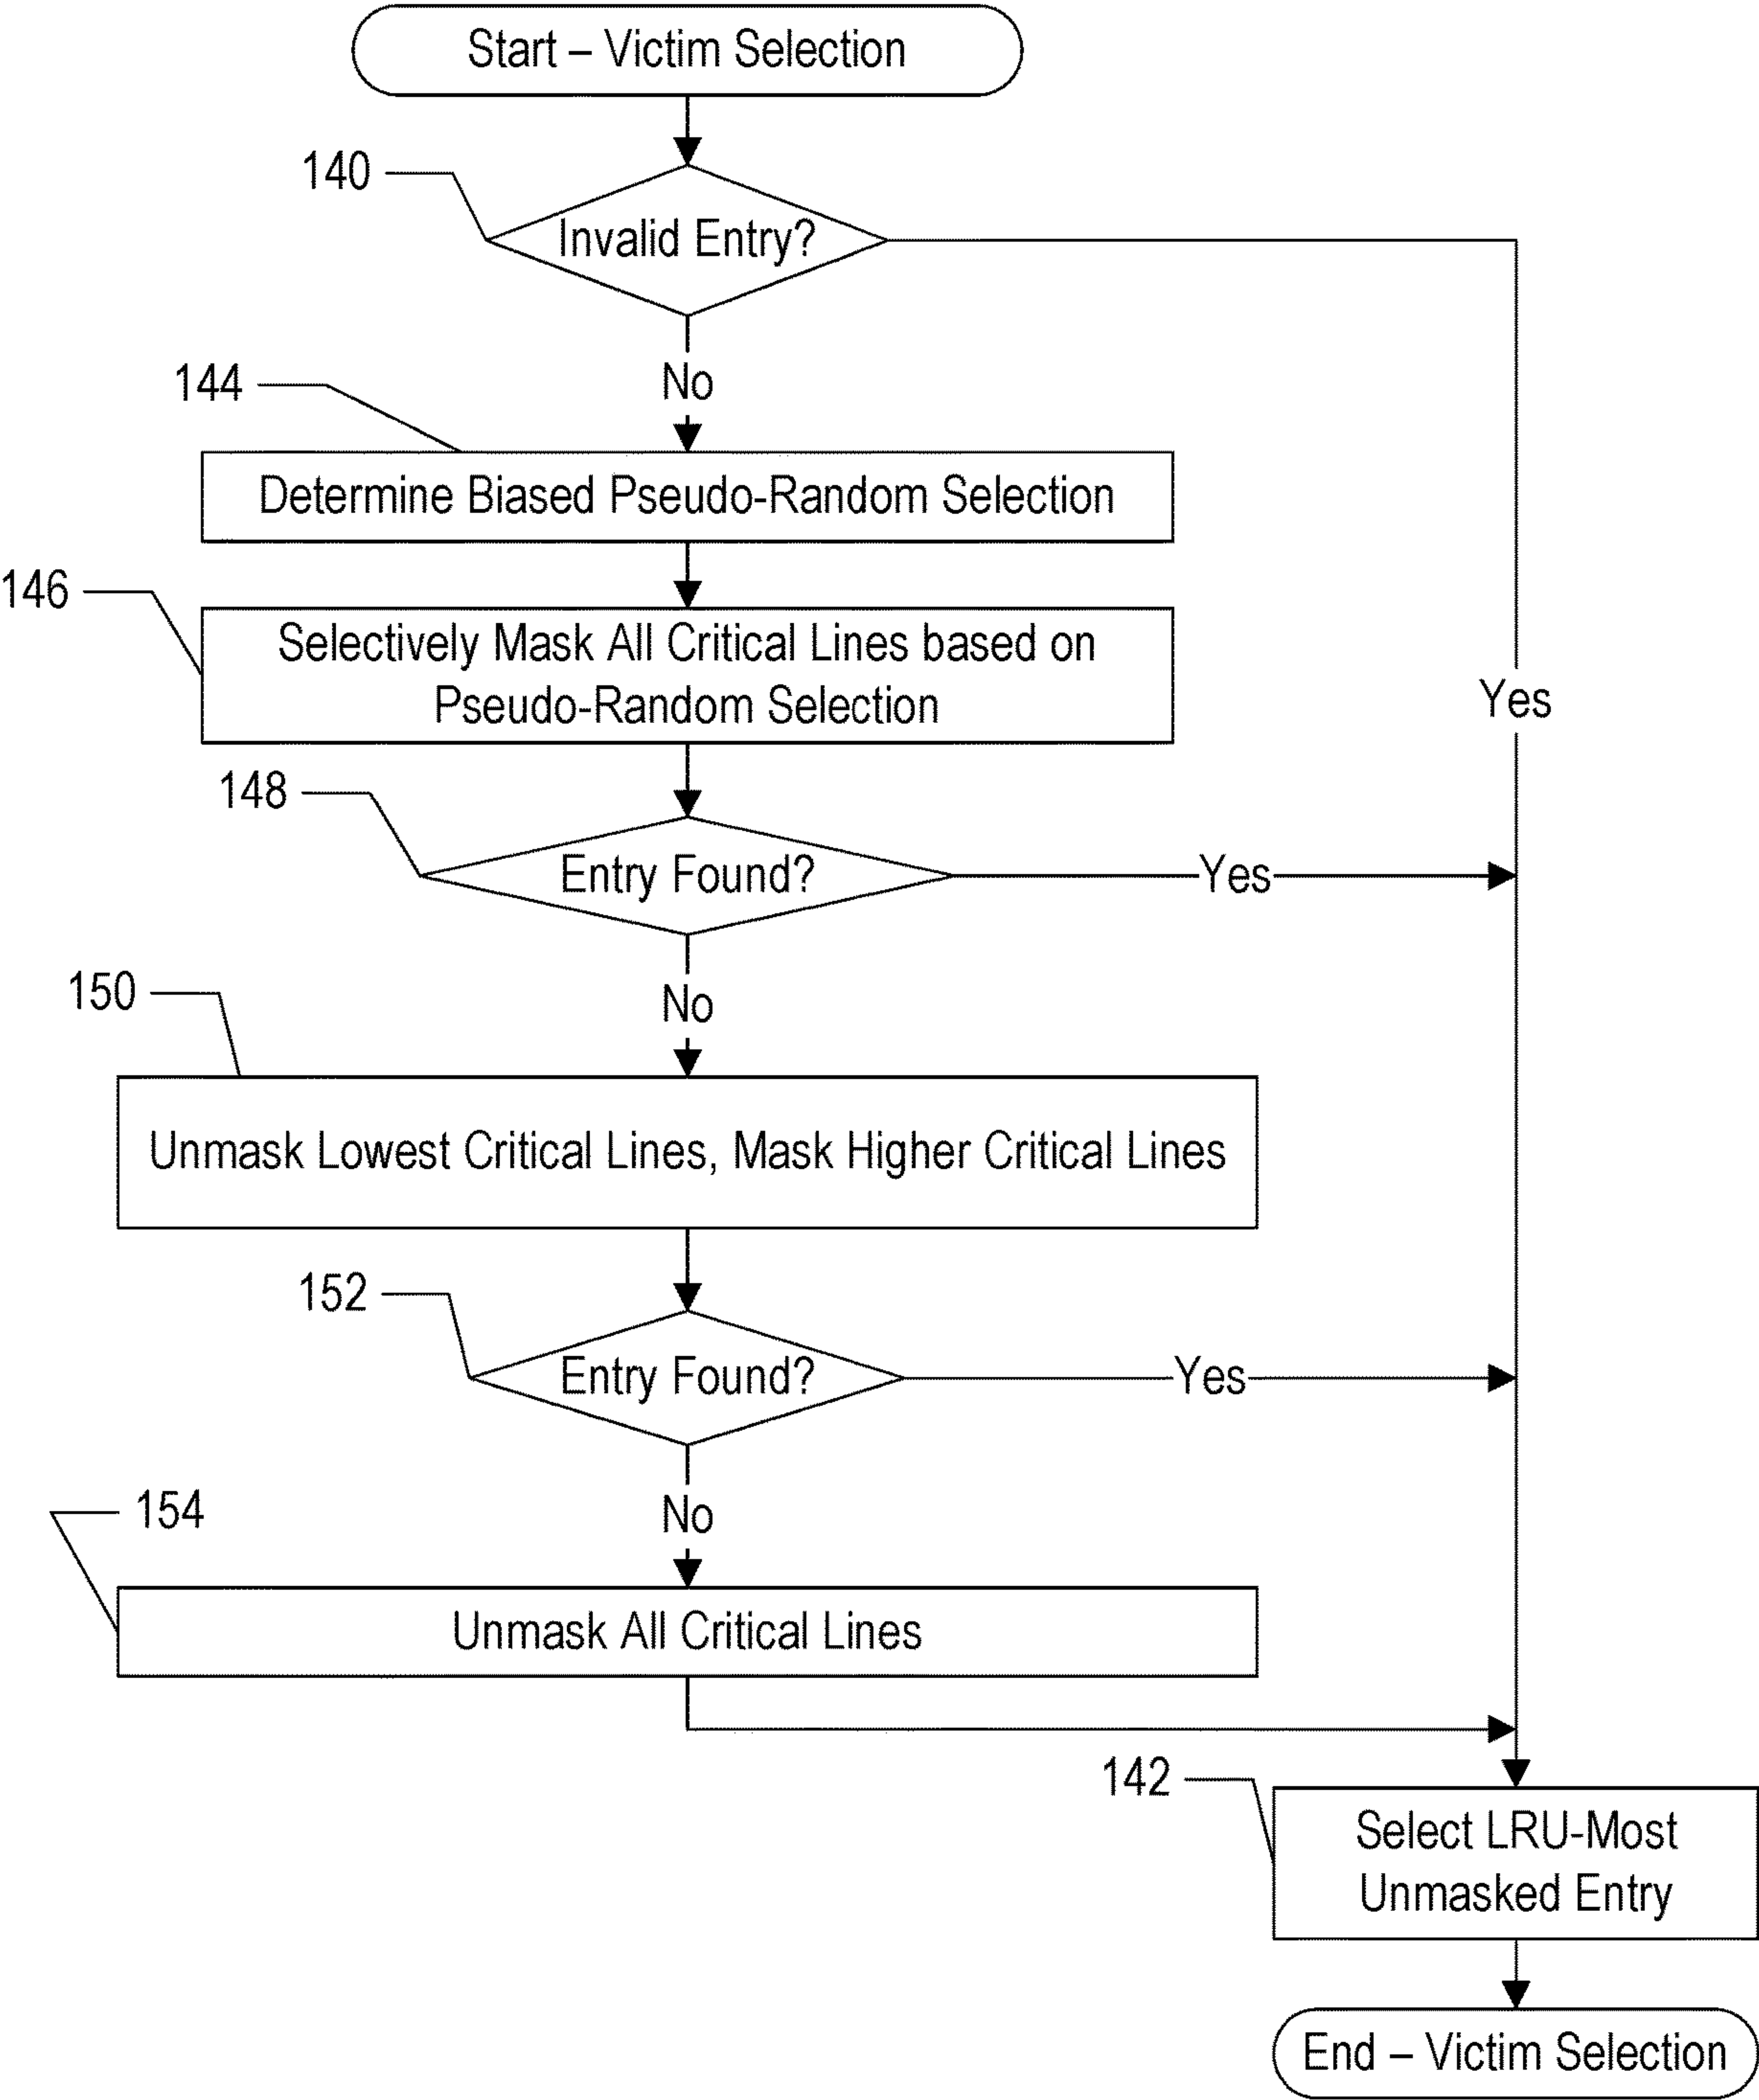 Start – Victim Selection
140
Invalid Entry?
No
144
Determine Biased Pseudo-Random Selection
146
Selectively Mask All Critical Lines based on
Pseudo-Random Selection
Yes
148
Entry Found?
Yes
No
150
Unmask Lowest Critical Lines, Mask Higher Critical Lines
152
Entry Found?
Yes
No
154
Unmask All Critical Lines
142
Select LRU-Most
Unmasked Entry
End – Victim Selection